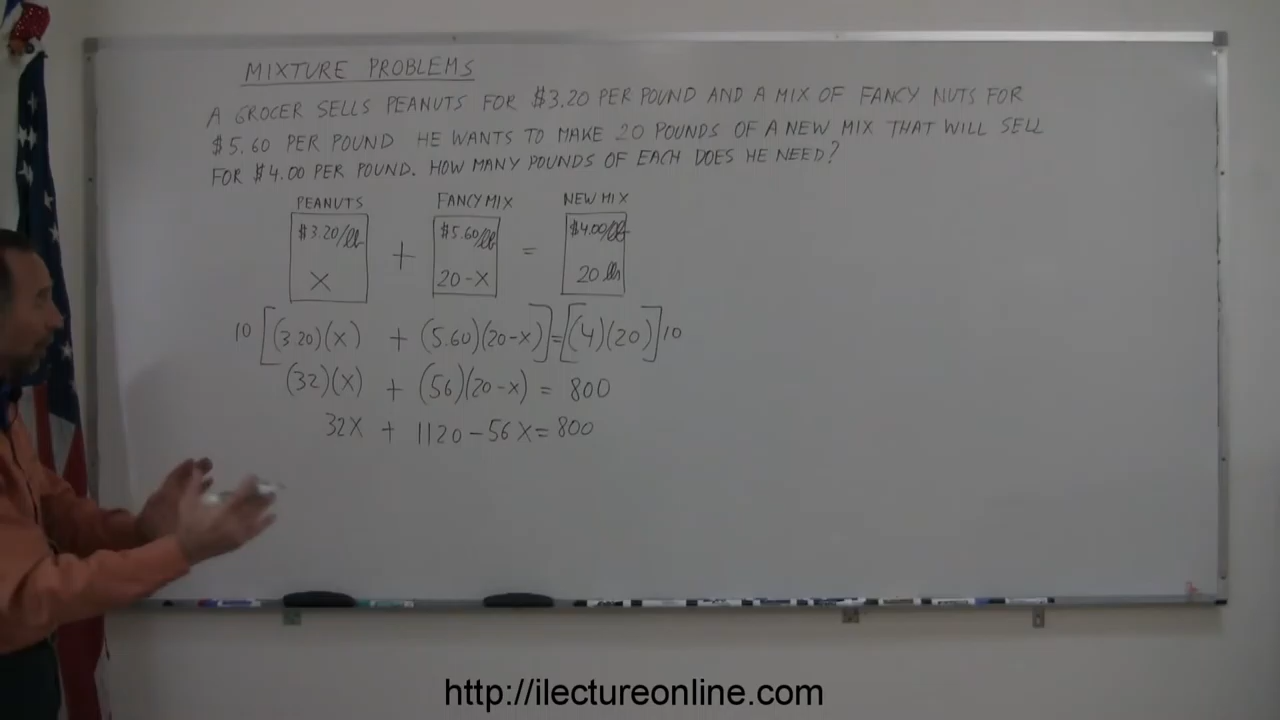 MIXTURE PROBLEMS
A GROCER SELLS PEANUTS FOR $3.20 PER POUND AND A MIX OF FANCY NUTS FOR
$5.60 PER POUND HE WANTS TO MAKE 20 POUNDS OF A NEW MIX THAT WILL SELL
FOR $4.00 PER POUND. HOW MANY POUNDS OF EACH DOES HE NEED?
PEANUTS FANCY MIX NEW MIX
$3.20/lb $5.60/lb $4.00/lb
X + 20-X = 20 lb
10 [(3.20)(X) + (5.60)(20-X)] = [(4)(20)] 10
(32)(X) + (56)(20-X) = 800
32X + 1120-56X = 800
http://ilectureonline.com